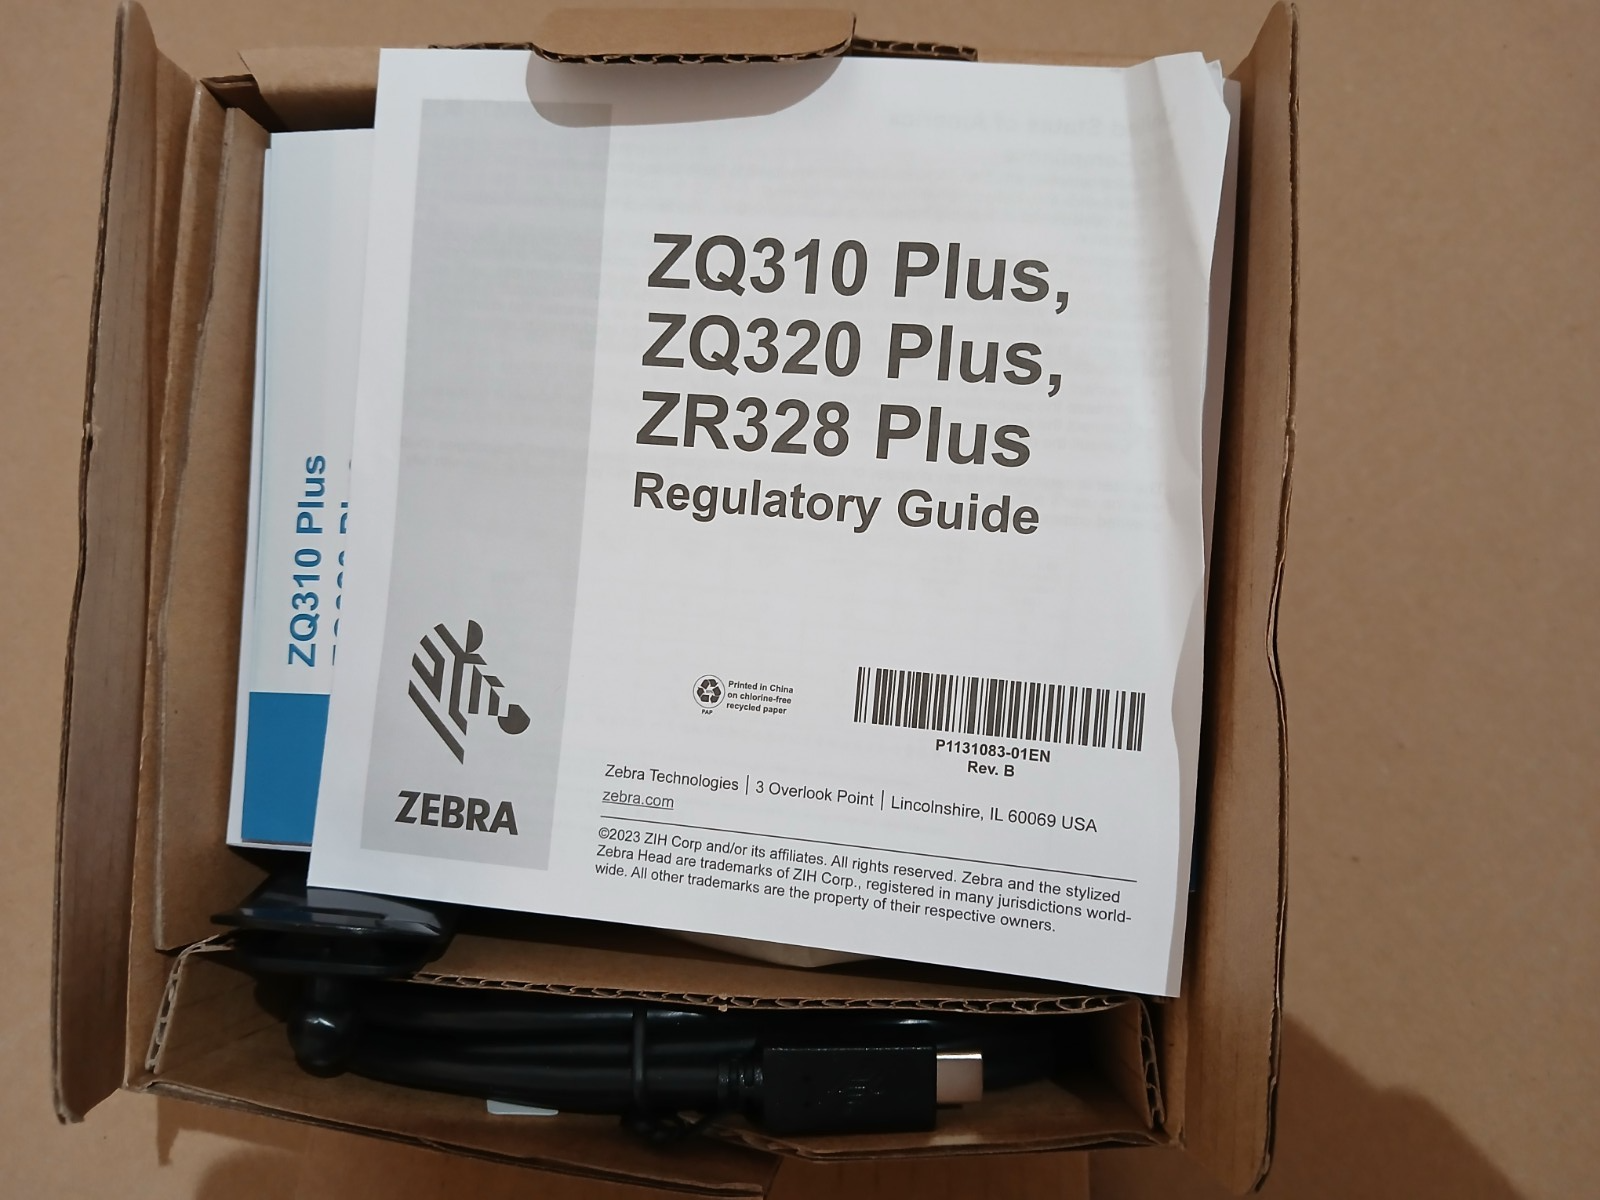 ZQ310 Plus,
ZQ320 Plus,
ZR328 Plus
Regulatory Guide
ZQ310 Plus
ZEBRA
Printed in China
on chlorine-free
recycled paper
PAP
P1131083-01EN
Rev. B
Zebra Technologies | 3 Overlook Point | Lincolnshire, IL 60069 USA
zebra.com
©2023 ZIH Corp and/or its affiliates. All rights reserved. Zebra and the stylized
Zebra Head are trademarks of ZIH Corp., registered in many jurisdictions world-
wide. All other trademarks are the property of their respective owners.